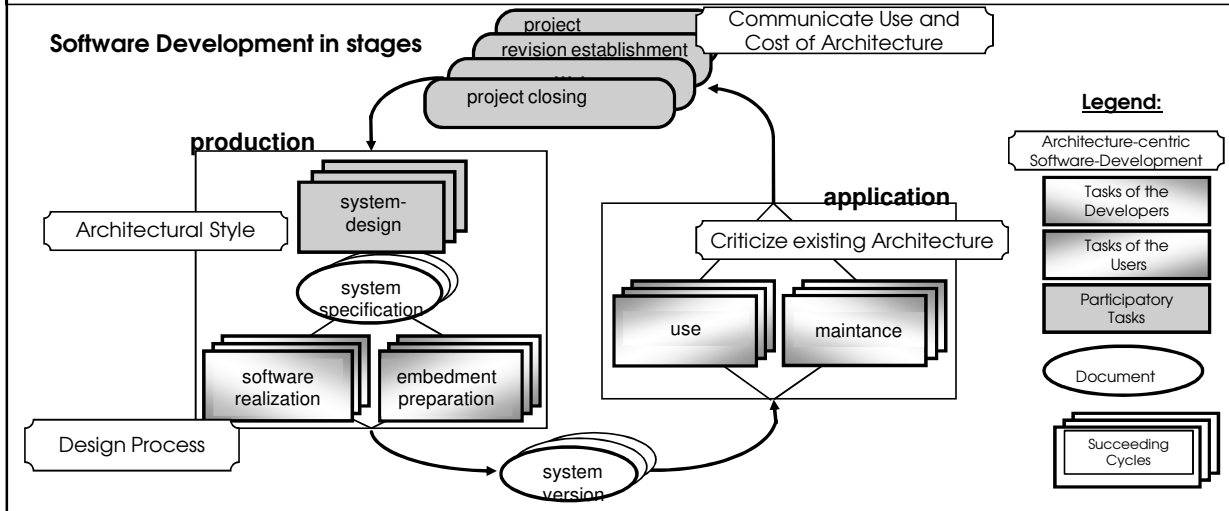 Software Development in stages
project
revision establishment
project closing
Communicate Use and
Cost of Architecture
production
system-
design
Architectural Style
system
specification
software
realization
embedment
preparation
Design Process
system
version
application
Criticize existing Architecture
use
maintance
Legend:
Architecture-centric
Software-Development
Tasks of the
Developers
Tasks of the
Users
Participatory
Tasks
Document
Succeeding
Cycles